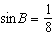 sin B = 1/8